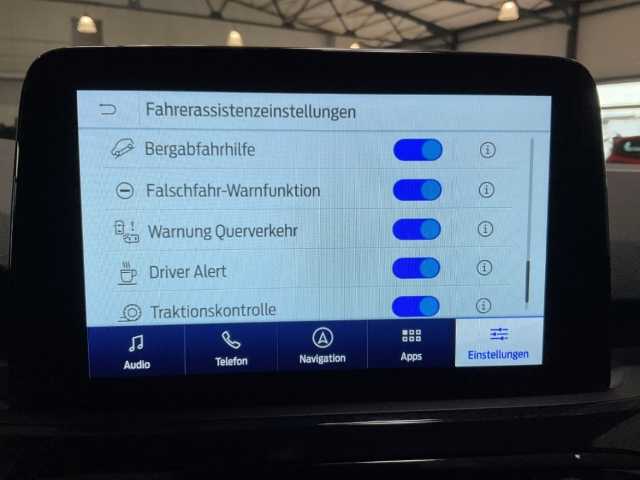 Fahrerassistenzeinstellungen
Bergabfahrhilfe
Falschfahr-Warnfunktion
Warnung Querverkehr
Driver Alert
Traktionskontrolle
Audio
Telefon
Navigation
Apps
Einstellungen